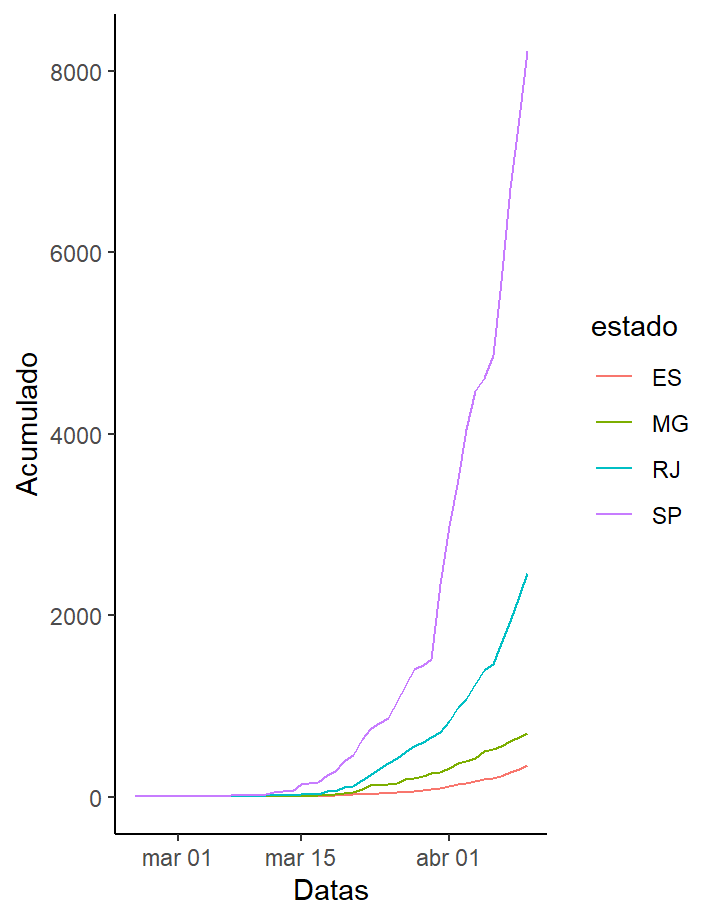 Acumulado
8000
6000
4000
2000
0
mar 01
mar 15
abr 01
Datas
estado
ES
MG
RJ
SP